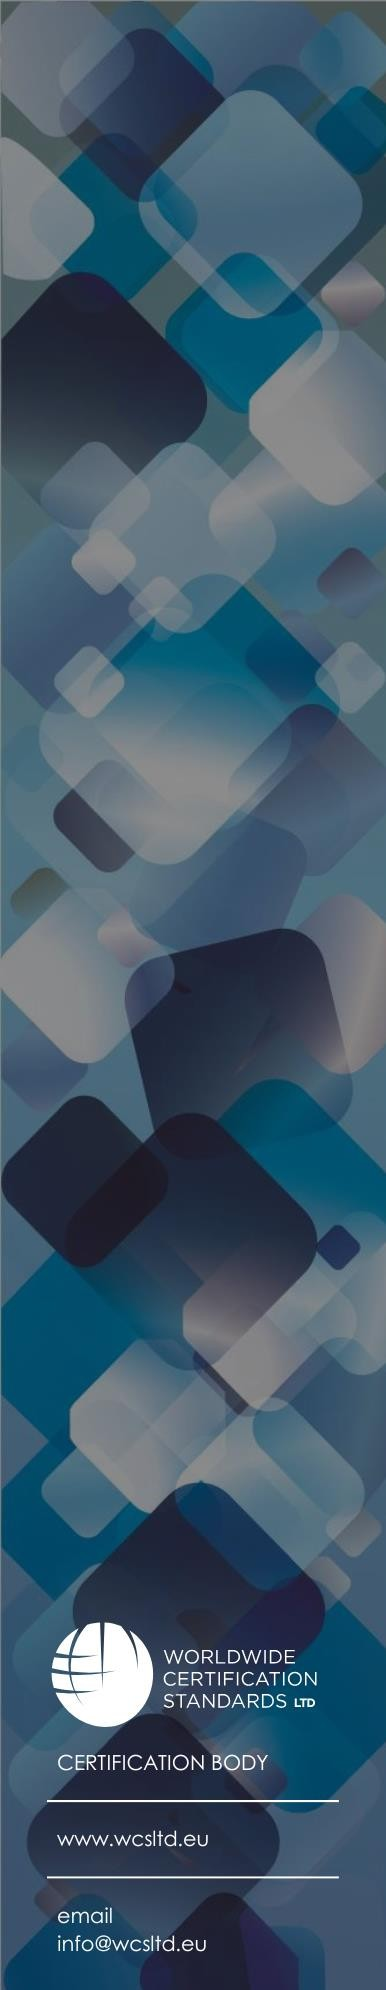 WORLDWIDE
CERTIFICATION
STANDARDS LTD
CERTIFICATION BODY
www.wcsltd.eu
email
info@wcsltd.eu